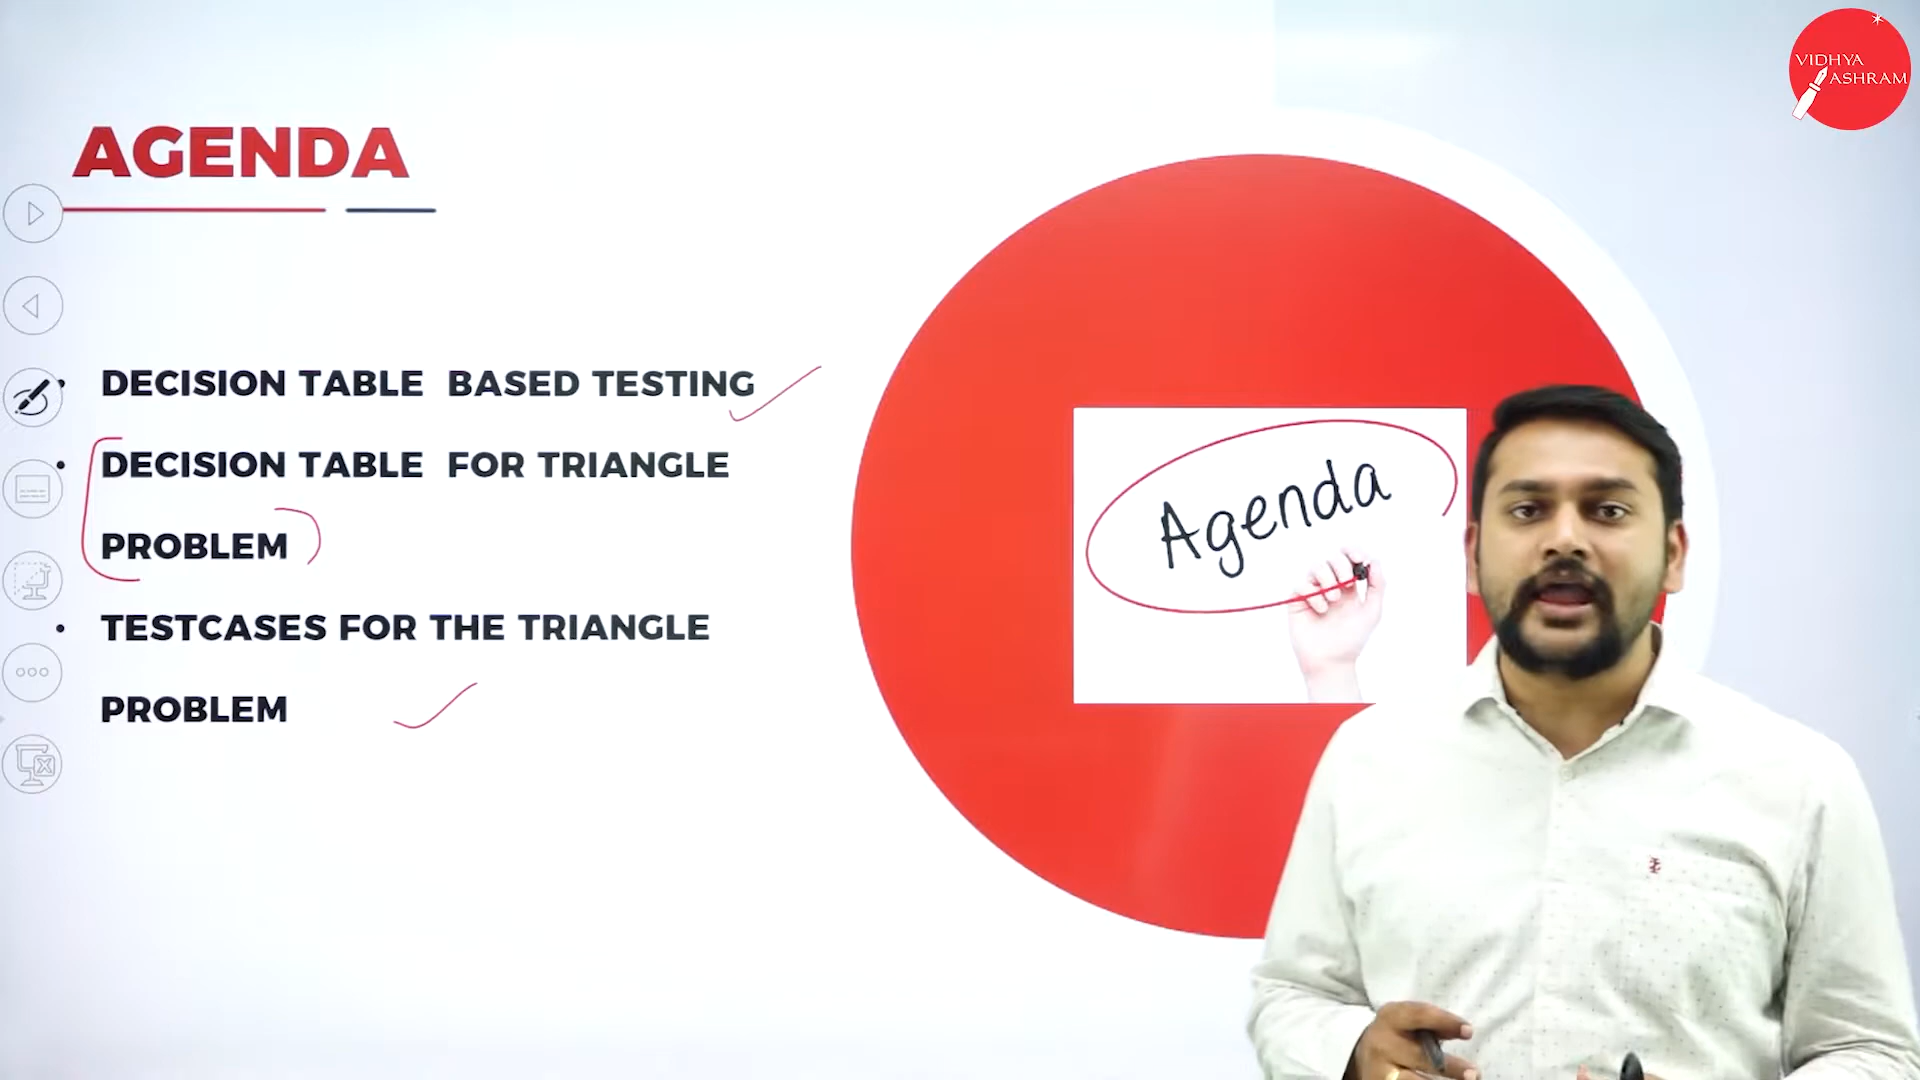 VIDHYA
ASHRAM
AGENDA
• DECISION TABLE BASED TESTING
• DECISION TABLE FOR TRIANGLE
PROBLEM
• TESTCASES FOR THE TRIANGLE
PROBLEM
Agenda